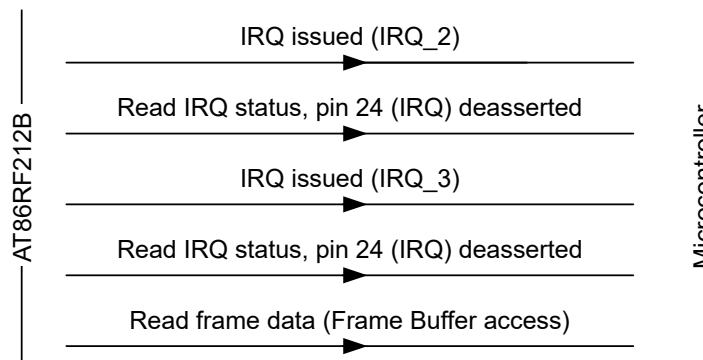 IRQ issued (IRQ_2)
Read IRQ status, pin 24 (IRQ) deasserted
IRQ issued (IRQ_3)
Read IRQ status, pin 24 (IRQ) deasserted
Read frame data (Frame Buffer access)
AT86RF212B
Microcontroller